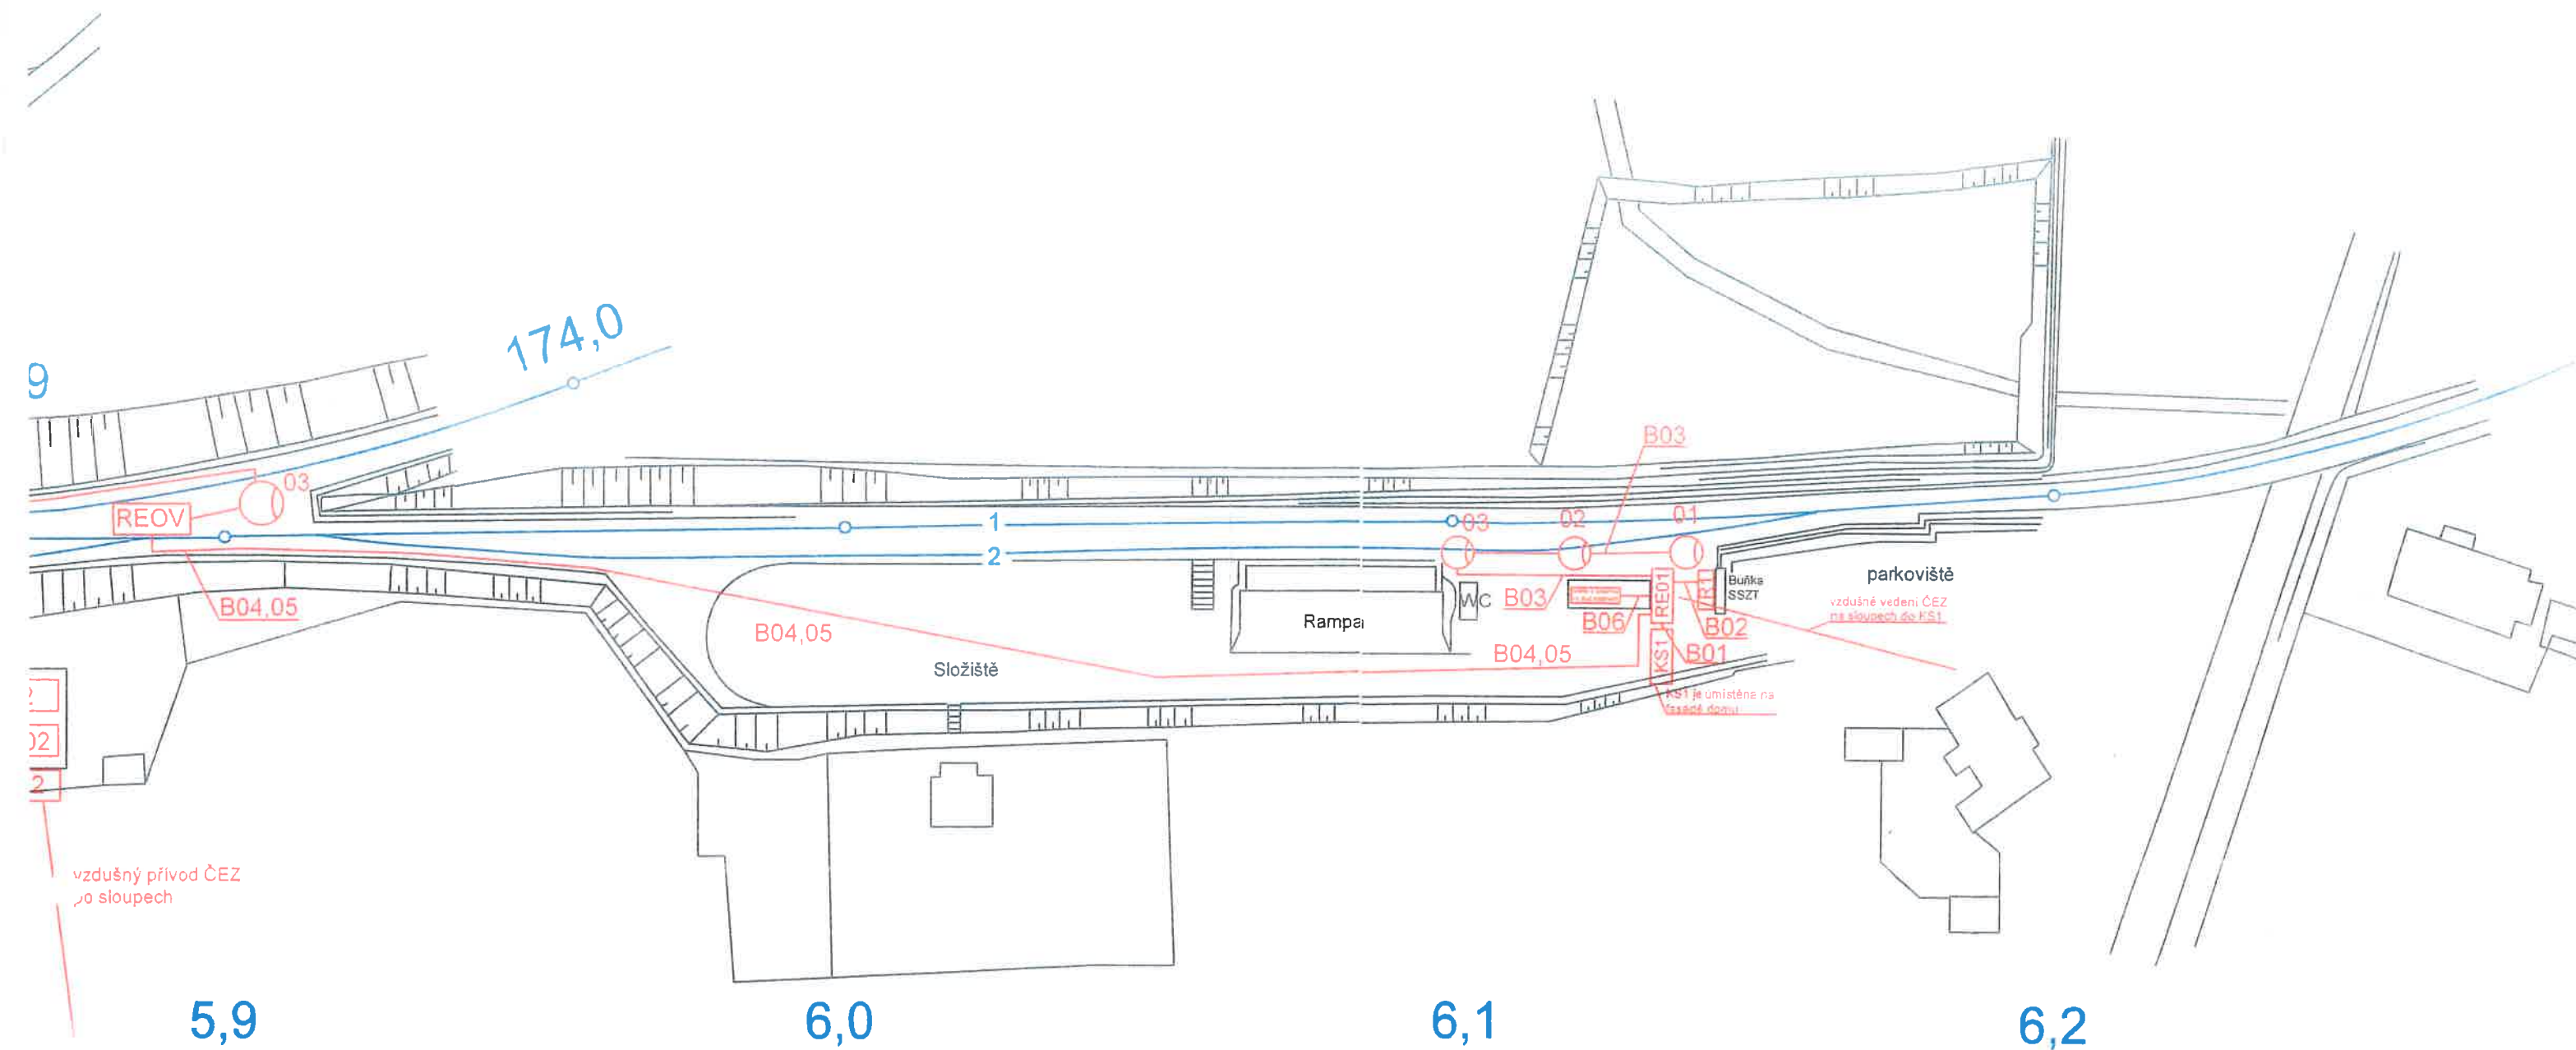 174,0
9
B03
03
REOV
1
2
03
02
01
B04,05
B04,05
Složiště
Rampa
WC
B03
B06
RE01
B02
Buňka
SSZT
parkoviště
vzdušné vedení ČEZ
na sloupech do KS1
B04,05
KS1
B01
KS1 je umístěna na
fasádě domu
02
2
vzdušný přívod ČEZ
po sloupech
5,9
6,0
6,1
6,2